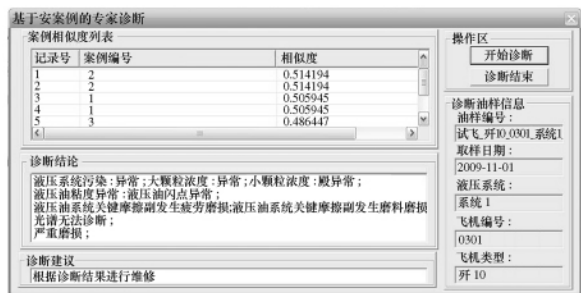 基于安案例的专家诊断
案例相似度列表
记录号 案例编号 相似度
1 2 0.514194
2 2 0.514194
3 1 0.505945
4 1 0.505945
5 3 0.486447
诊断结论
液压系统污染:异常;大颗粒浓度:异常;小颗粒浓度:殿异常;
液压油粘度异常:液压油闪点异常;
液压油系统关键摩擦副发生疲劳磨损;液压油系统关键摩擦副发生磨料磨损
光谱无法诊断;
严重磨损;
诊断建议
根据诊断结果进行维修
操作区
开始诊断
诊断结束
诊断油样信息
油样编号:
试飞_歼10_0301_系统1
取样日期:
2009-11-01
液压系统:
系统 1
飞机编号:
0301
飞机类型:
歼 10